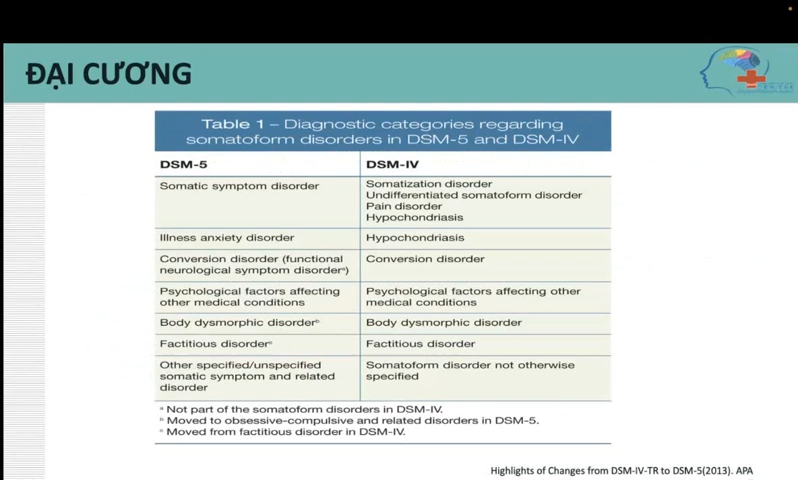 ĐẠI CƯƠNG
Table 1 – Diagnostic categories regarding
somatoform disorders in DSM-5 and DSM-IV
DSM-5
DSM-IV
Somatic symptom disorder
Somatization disorder
Undifferentiated somatoform disorder
Pain disorder
Hypochondriasis
Illness anxiety disorder
Hypochondriasis
Conversion disorder (functional
neurological symptom disorderᵃ)
Conversion disorder
Psychological factors affecting
other medical conditions
Psychological factors affecting other
medical conditions
Body dysmorphic disorderᵇ
Body dysmorphic disorder
Factitious disorderᶜ
Factitious disorder
Other specified/unspecified
somatic symptom and related
disorder
Somatoform disorder not otherwise
specified
ᵃ Not part of the somatoform disorders in DSM-IV.
ᵇ Moved to obsessive-compulsive and related disorders in DSM-5.
ᶜ Moved from factitious disorder in DSM-IV.
Highlights of Changes from DSM-IV-TR to DSM-5(2013). APA